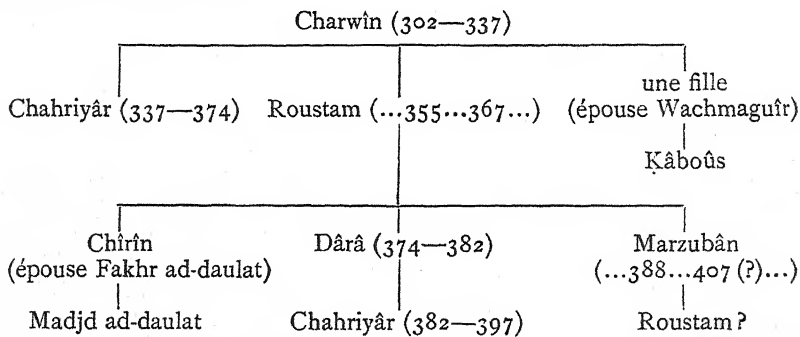 Charwîn (302—337)
une fille
Chahriyâr (337—374) Roustam (...355...367...) (épouse Wachmaguîr)
Ḳâboûs
Chîrîn Dârâ (374—382) Marzubân
(épouse Fakhr ad-daulat) (...388...407 (?)...)
Madjd ad-daulat Chahriyâr (382—397) Roustam?